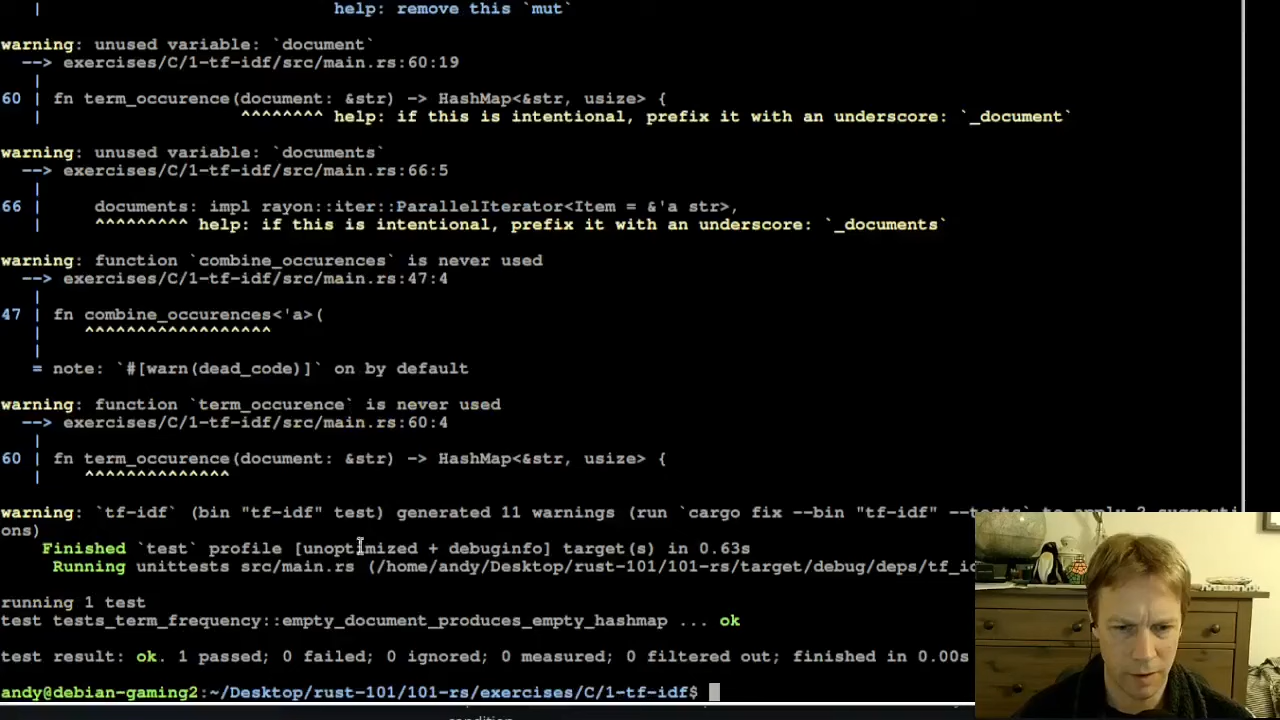 help: remove this `mut`
warning: unused variable: `document`
--> exercises/C/1-tf-idf/src/main.rs:60:19
|
60 | fn term_occurence(document: &str) -> HashMap<&str, usize> {
| ^^^^^^^^ help: if this is intentional, prefix it with an underscore: `_document`
warning: unused variable: `documents`
--> exercises/C/1-tf-idf/src/main.rs:66:5
|
66 | documents: impl rayon::iter::ParallelIterator<Item = &'a str>,
| ^^^^^^^^^ help: if this is intentional, prefix it with an underscore: `_documents`
warning: function `combine_occurences` is never used
--> exercises/C/1-tf-idf/src/main.rs:47:4
|
47 | fn combine_occurences<'a>(
| ^^^^^^^^^^^^^^^^^^
|
= note: `#[warn(dead_code)]` on by default
warning: function `term_occurence` is never used
--> exercises/C/1-tf-idf/src/main.rs:60:4
|
60 | fn term_occurence(document: &str) -> HashMap<&str, usize> {
| ^^^^^^^^^^^^^^
warning: `tf-idf` (bin "tf-idf" test) generated 11 warnings (run `cargo fix --bin "tf-idf" --tests` to apply 2 suggesti
ons)
Finished `test` profile [unoptimized + debuginfo] target(s) in 0.63s
Running unittests src/main.rs (/home/andy/Desktop/rust-101/101-rs/target/debug/deps/tf_id
running 1 test
test tests_term_frequency::empty_document_produces_empty_hashmap ... ok
test result: ok. 1 passed; 0 failed; 0 ignored; 0 measured; 0 filtered out; finished in 0.00s
andy@debian-gaming2:~/Desktop/rust-101/101-rs/exercises/C/1-tf-idf$